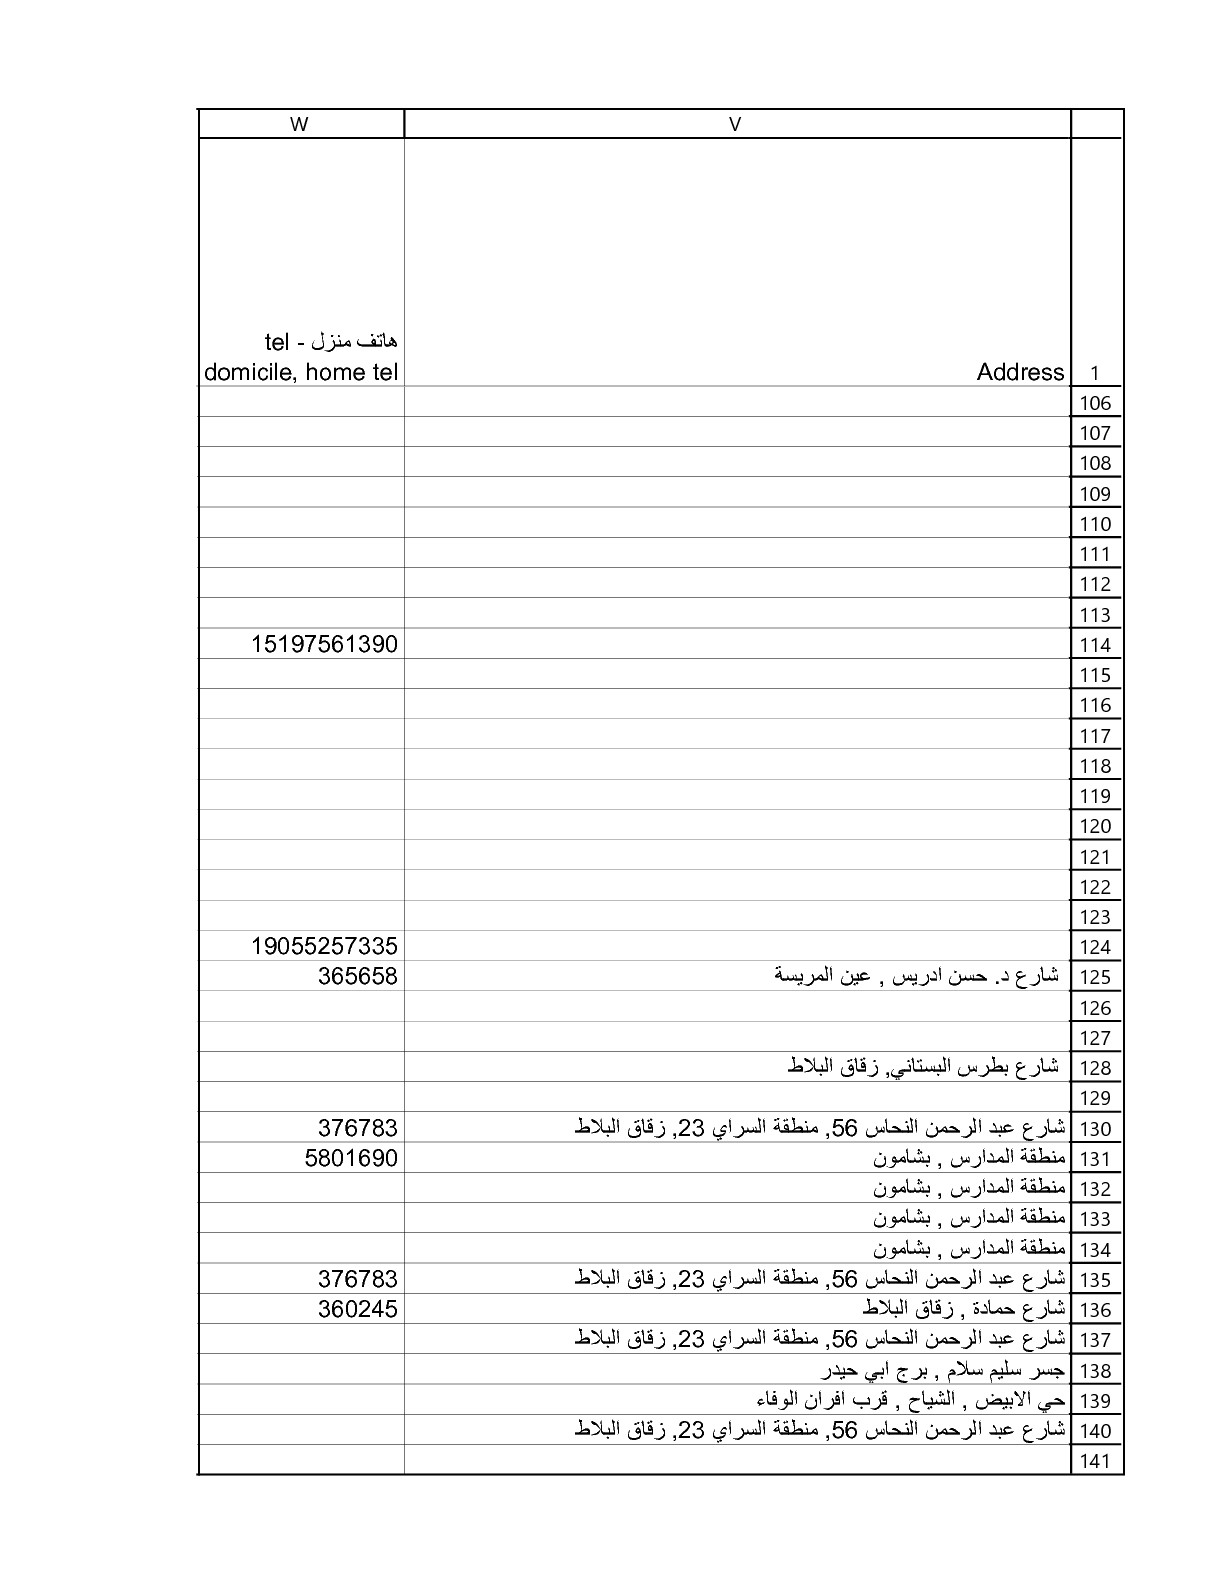 V W
1 Address هاتف منزل - tel domicile, home tel
106
107
108
109
110
111
112
113
114 15197561390
115
116
117
118
119
120
121
122
123
124 19055257335
125 شارع د. حسن ادريس , عين المريسة 365658
126
127
128 شارع بطرس البستاني, زقاق البلاط
129
130 شارع عبد الرحمن النحاس 56, منطقة السراي 23, زقاق البلاط 376783
131 منطقة المدارس , بشامون 5801690
132 منطقة المدارس , بشامون
133 منطقة المدارس , بشامون
134 منطقة المدارس , بشامون
135 شارع عبد الرحمن النحاس 56, منطقة السراي 23, زقاق البلاط 376783
136 شارع حمادة , زقاق البلاط 360245
137 شارع عبد الرحمن النحاس 56, منطقة السراي 23, زقاق البلاط
138 جسر سليم سلام , برج ابي حيدر
139 حي الابيض , الشياح , قرب افران الوفاء
140 شارع عبد الرحمن النحاس 56, منطقة السراي 23, زقاق البلاط
141